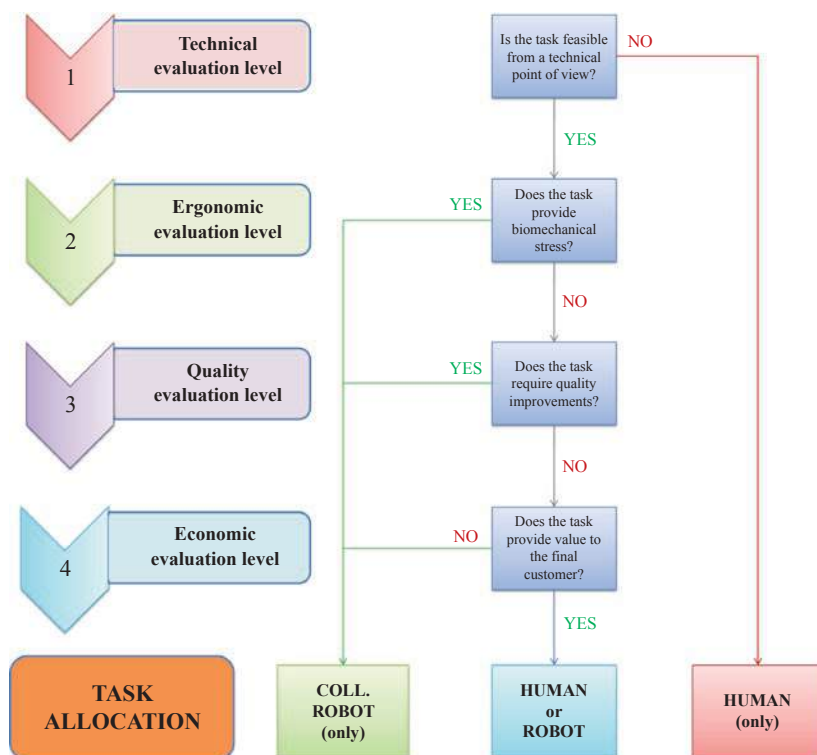 1
Technical
evaluation level
Is the task feasible
from a technical
point of view?
NO
YES
2
Ergonomic
evaluation level
YES
Does the task
provide
biomechanical
stress?
NO
3
Quality
evaluation level
YES
Does the task
require quality
improvements?
NO
4
Economic
evaluation level
NO
Does the task
provide value to
the final
customer?
YES
TASK
ALLOCATION
COLL.
ROBOT
(only)
HUMAN
or
ROBOT
HUMAN
(only)